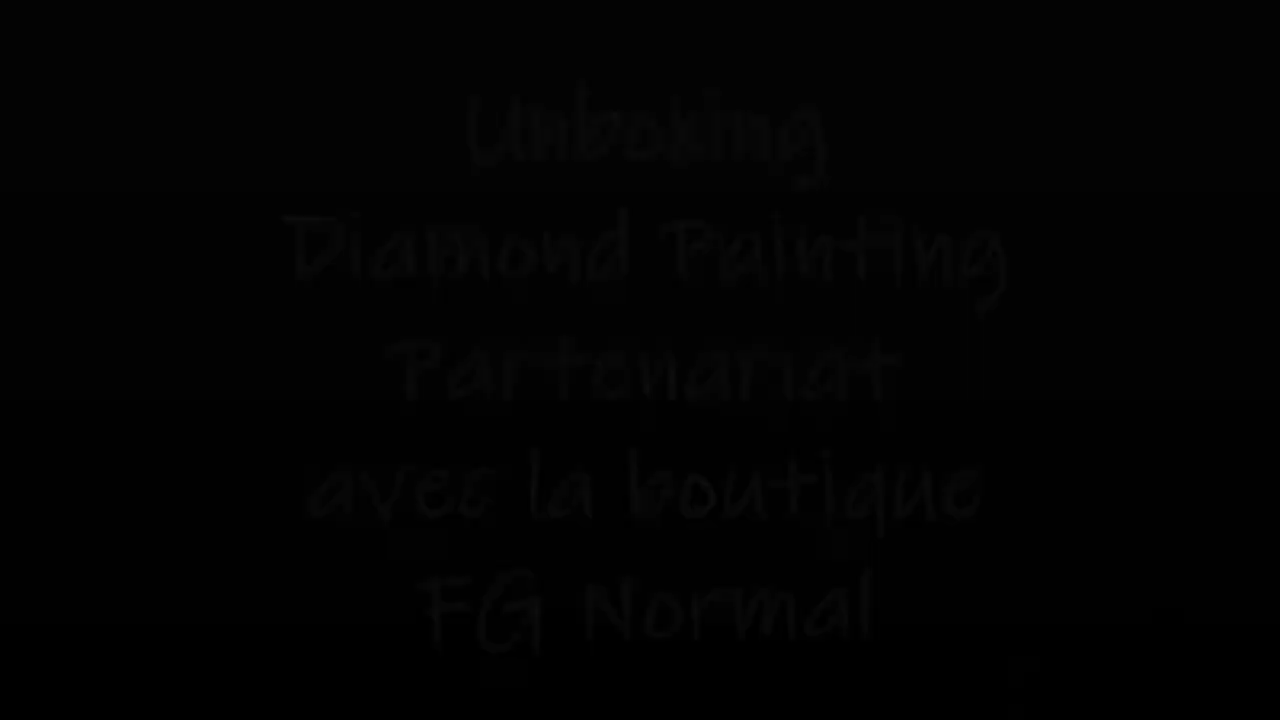 Unboxing
Diamond Painting
Partenariat
avec la boutique
FG Normal